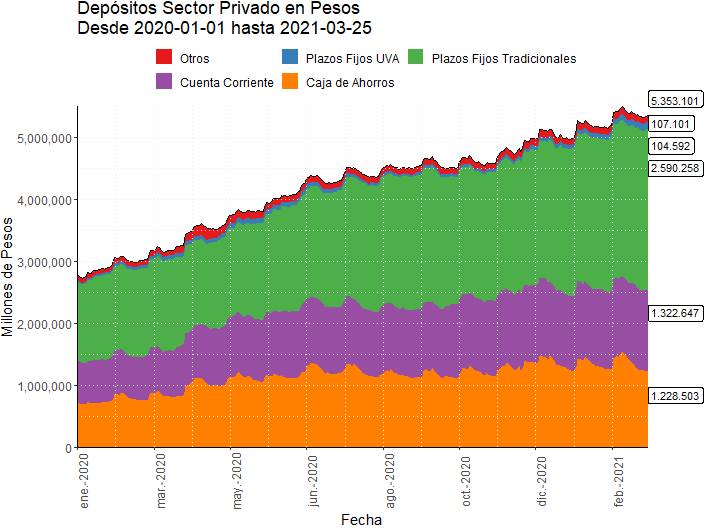 Depósitos Sector Privado en Pesos
Desde 2020-01-01 hasta 2021-03-25
Otros
Plazos Fijos UVA
Plazos Fijos Tradicionales
Cuenta Corriente
Caja de Ahorros
5.353.101
107.101
104.592
2.590.258
1.322.647
1.228.503
Millones de Pesos
5,000,000
4,000,000
3,000,000
2,000,000
1,000,000
0
ene.-2020
mar.-2020
may.-2020
jun.-2020
ago.-2020
oct.-2020
dic.-2020
feb.-2021
Fecha